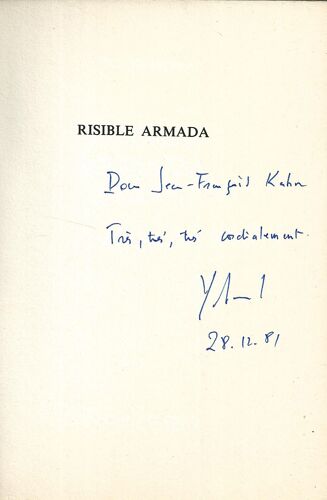 RISIBLE ARMADA
Pour Jean-François Kahn
Très, très, très cordialement.
28.12.81